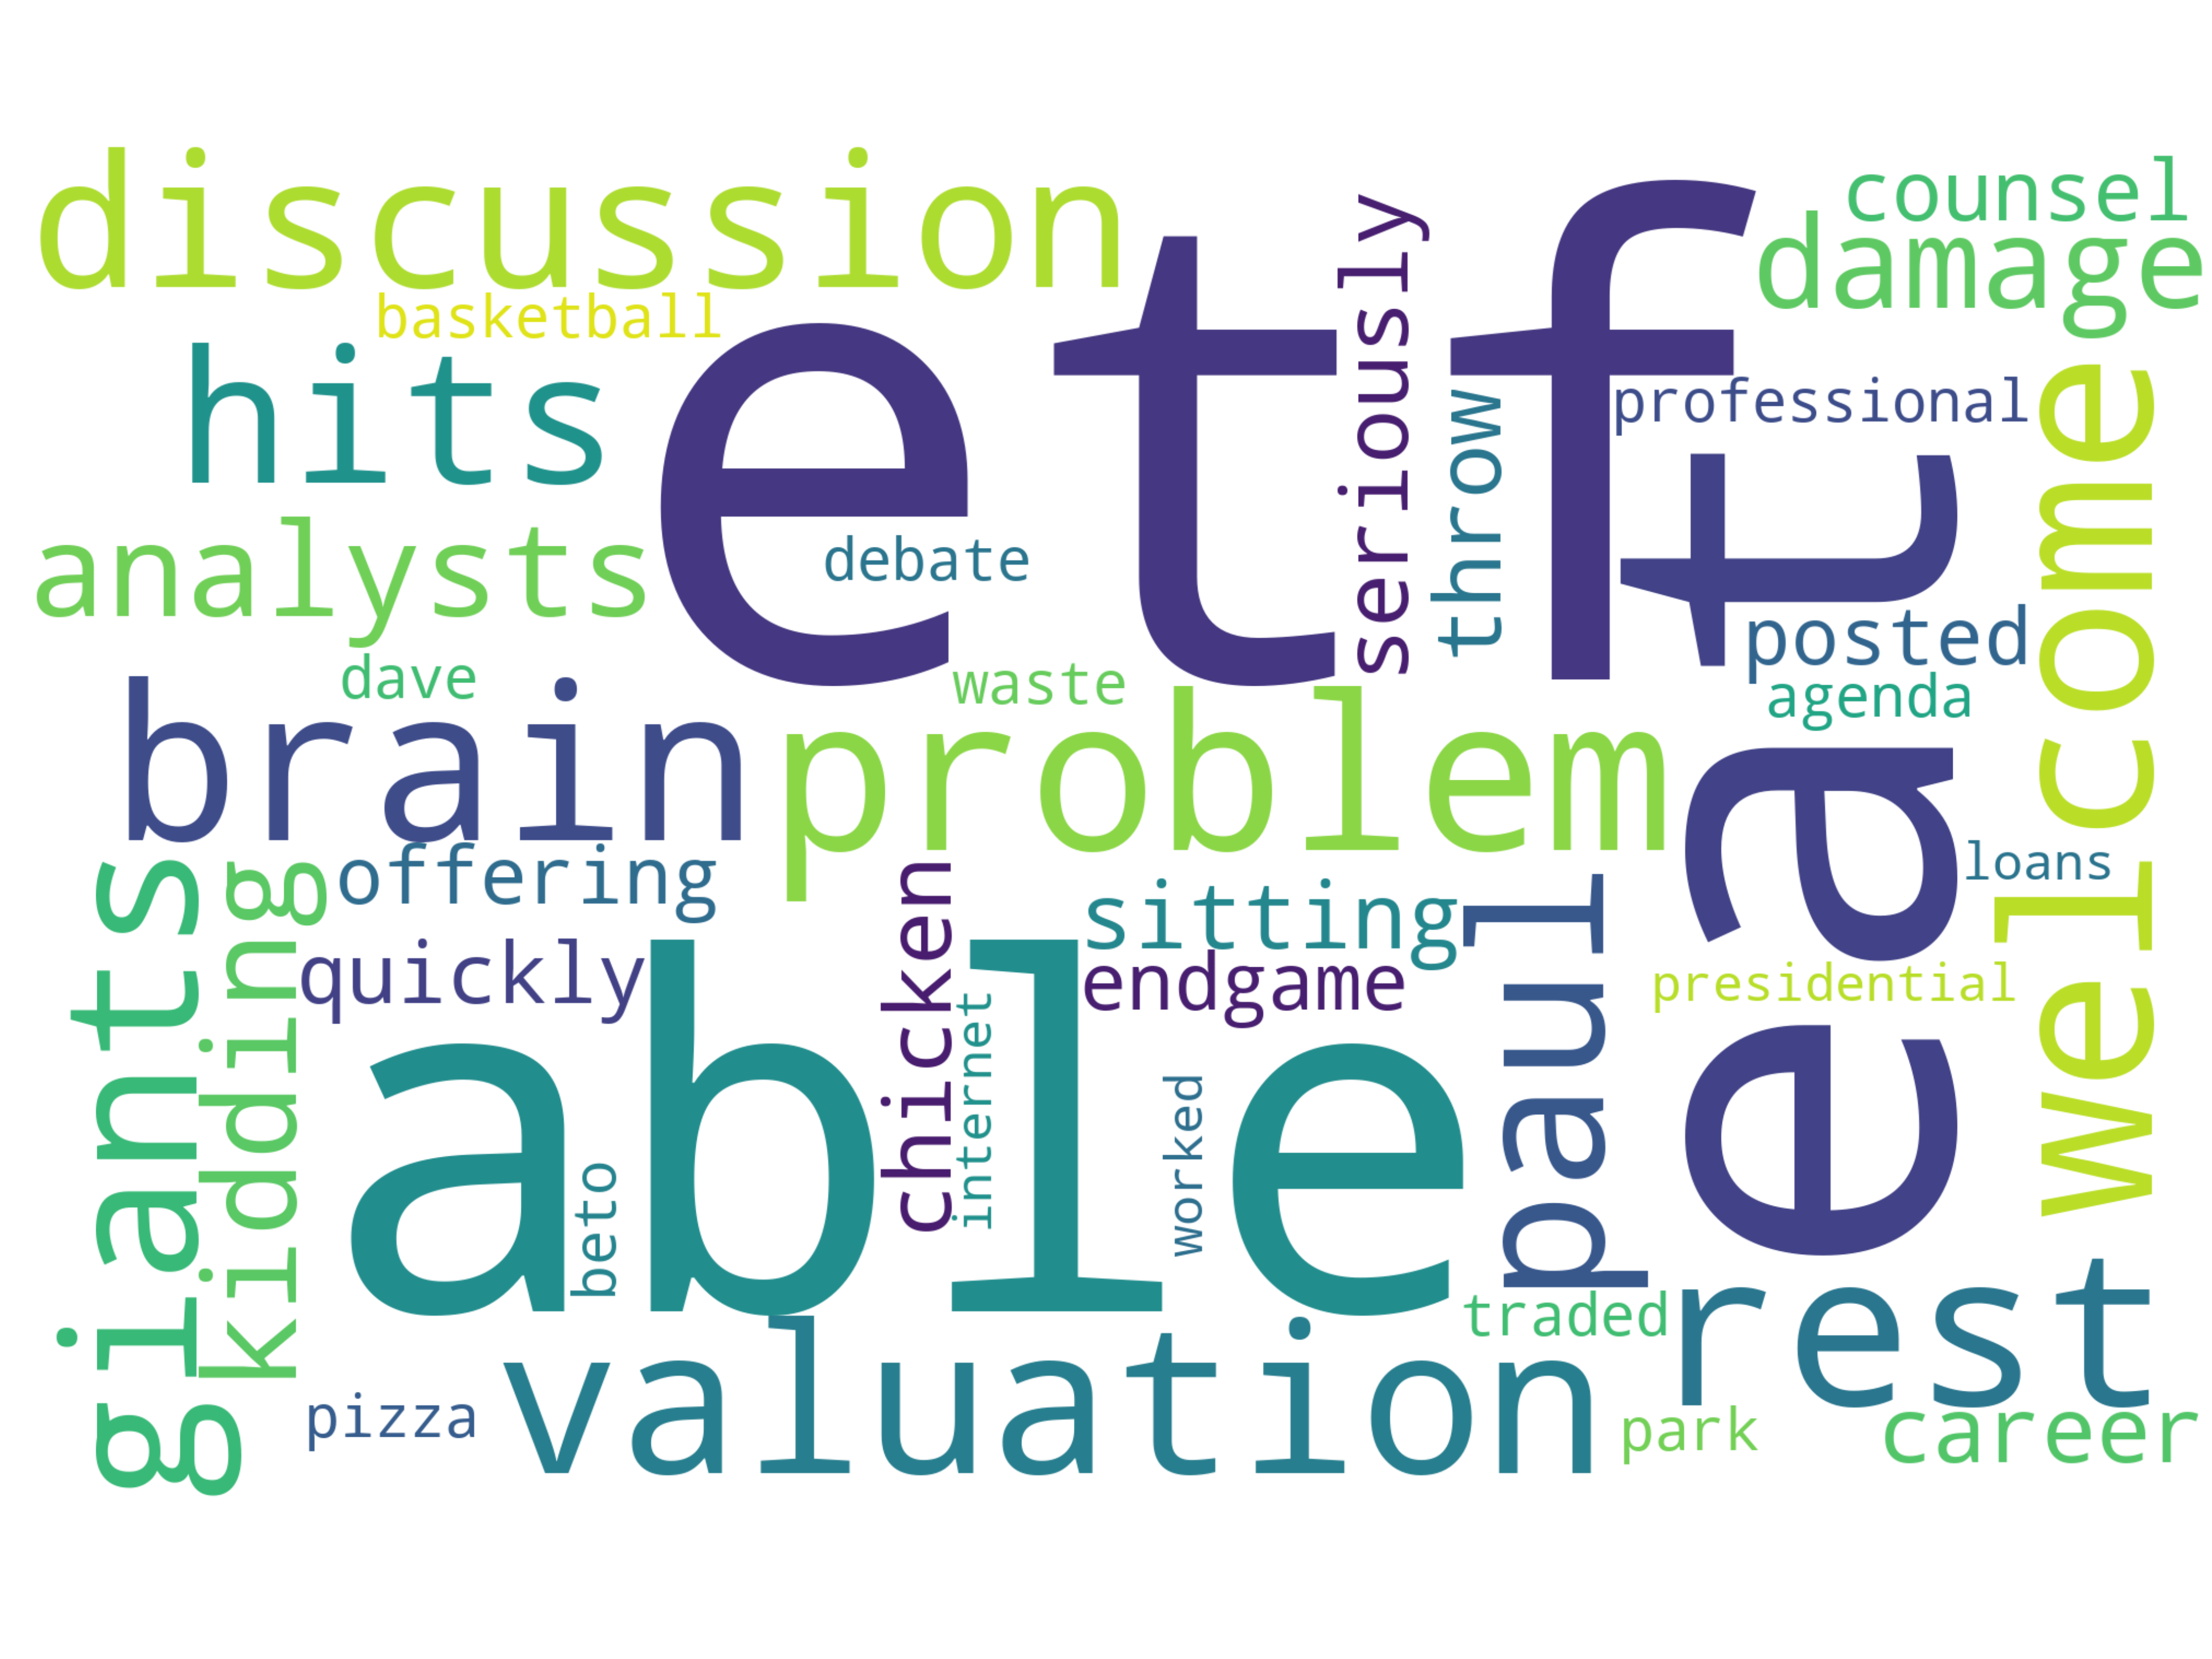 discussion
counsel
damage
basketball
etf
seriously
throw
hits
professional
welcome
eat
analysts
debate
posted
dave
waste
agenda
brain
problem
giants
kidding
offering
chicken
sitting
paul
loans
quickly
endgame
internet
presidential
able
worked
beto
traded
rest
valuation
pizza
park
career